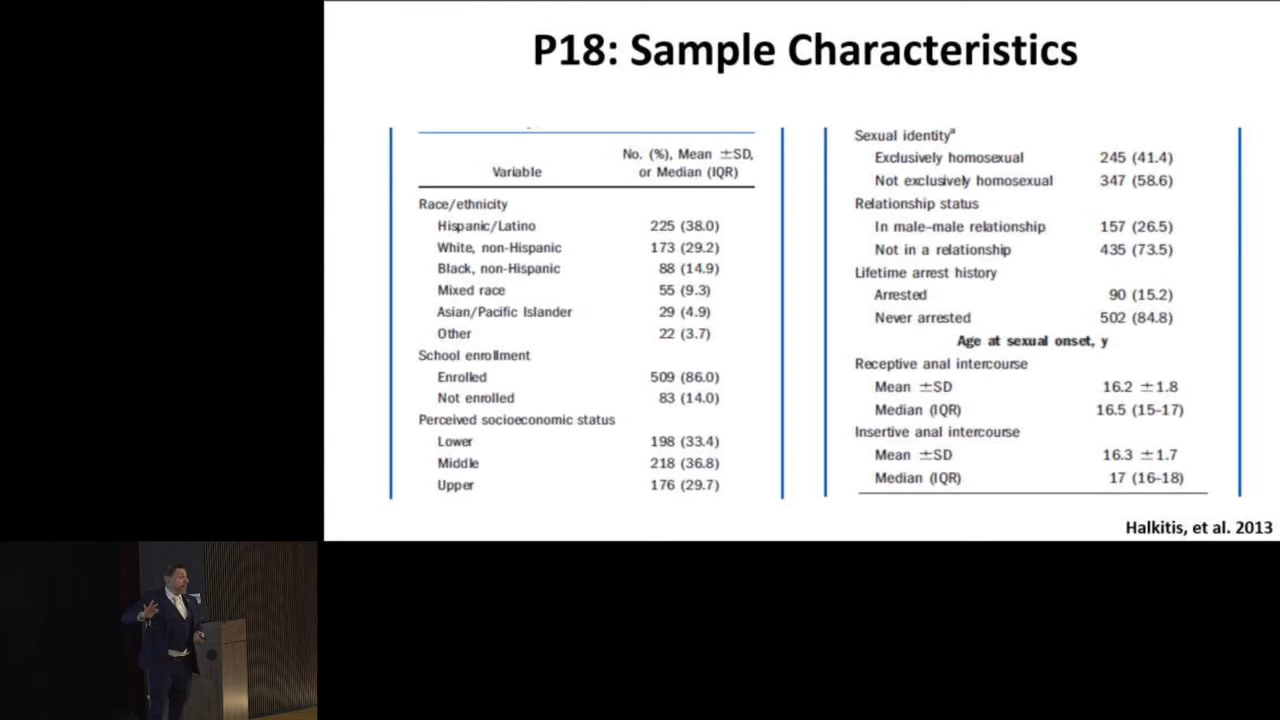 P18: Sample Characteristics
No. (%), Mean ±SD,
Variable or Median (IQR)
Race/ethnicity
Hispanic/Latino 225 (38.0)
White, non-Hispanic 173 (29.2)
Black, non-Hispanic 88 (14.9)
Mixed race 55 (9.3)
Asian/Pacific Islander 29 (4.9)
Other 22 (3.7)
School enrollment
Enrolled 509 (86.0)
Not enrolled 83 (14.0)
Perceived socioeconomic status
Lower 198 (33.4)
Middle 218 (36.8)
Upper 176 (29.7)
Sexual identityᵃ
Exclusively homosexual 245 (41.4)
Not exclusively homosexual 347 (58.6)
Relationship status
In male–male relationship 157 (26.5)
Not in a relationship 435 (73.5)
Lifetime arrest history
Arrested 90 (15.2)
Never arrested 502 (84.8)
Age at sexual onset, y
Receptive anal intercourse
Mean ±SD 16.2 ±1.8
Median (IQR) 16.5 (15–17)
Insertive anal intercourse
Mean ±SD 16.3 ±1.7
Median (IQR) 17 (16–18)
Halkitis, et al. 2013